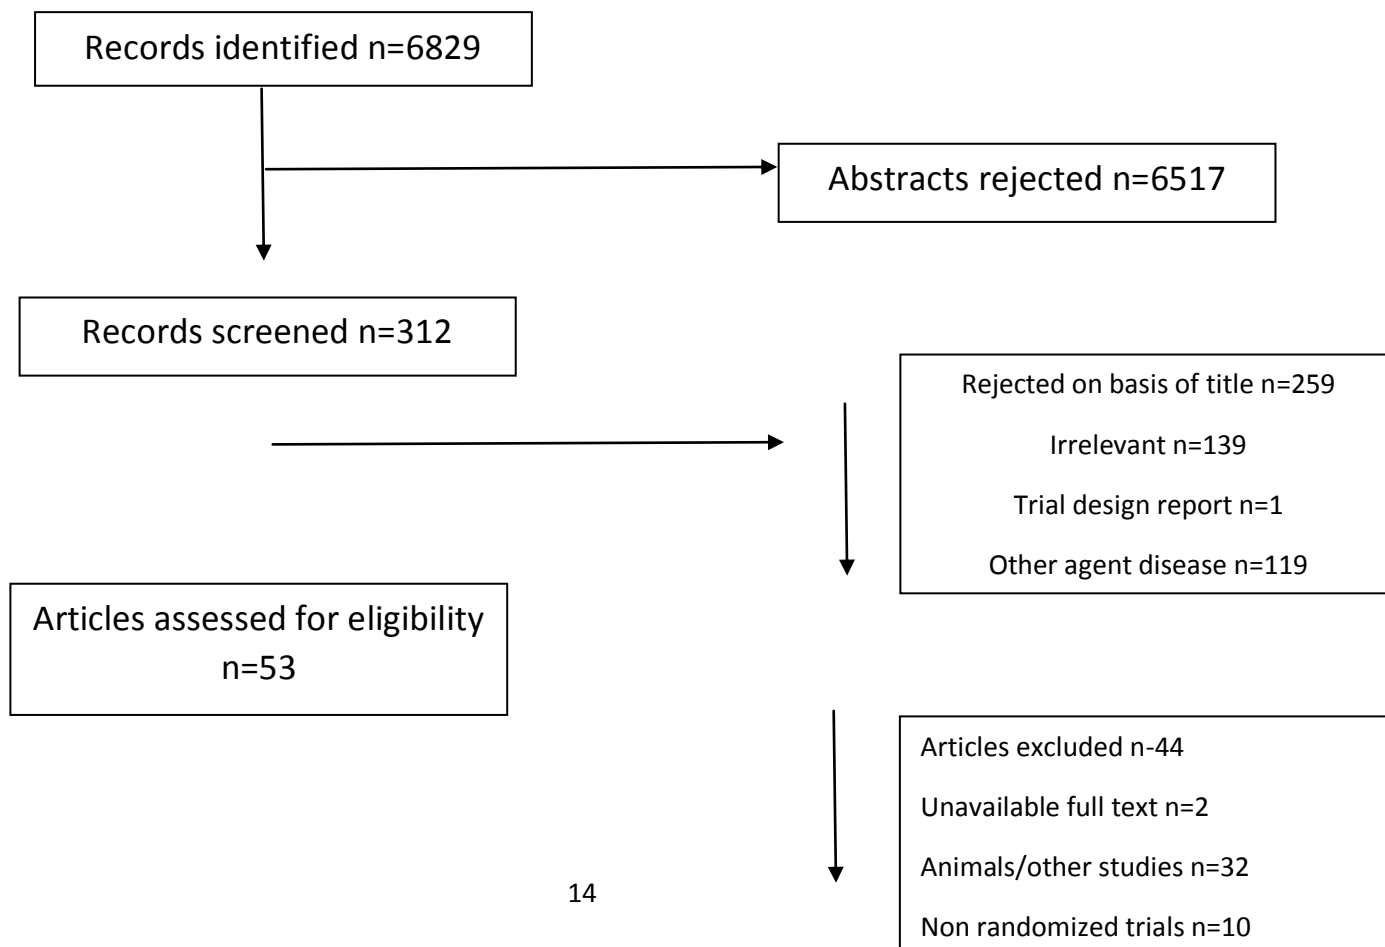 Records identified n=6829
Abstracts rejected n=6517
Records screened n=312
Rejected on basis of title n=259
Irrelevant n=139
Trial design report n=1
Other agent disease n=119
Articles assessed for eligibility
n=53
Articles excluded n-44
Unavailable full text n=2
Animals/other studies n=32
Non randomized trials n=10
14